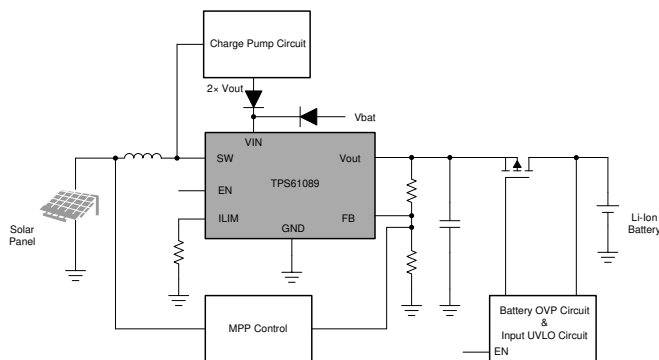 Charge Pump Circuit
2× Vout
Vbat
VIN
SW
Vout
TPS61089
EN
ILIM
FB
GND
Solar
Panel
Li-Ion
Battery
MPP Control
Battery OVP Circuit
&
Input UVLO Circuit
EN